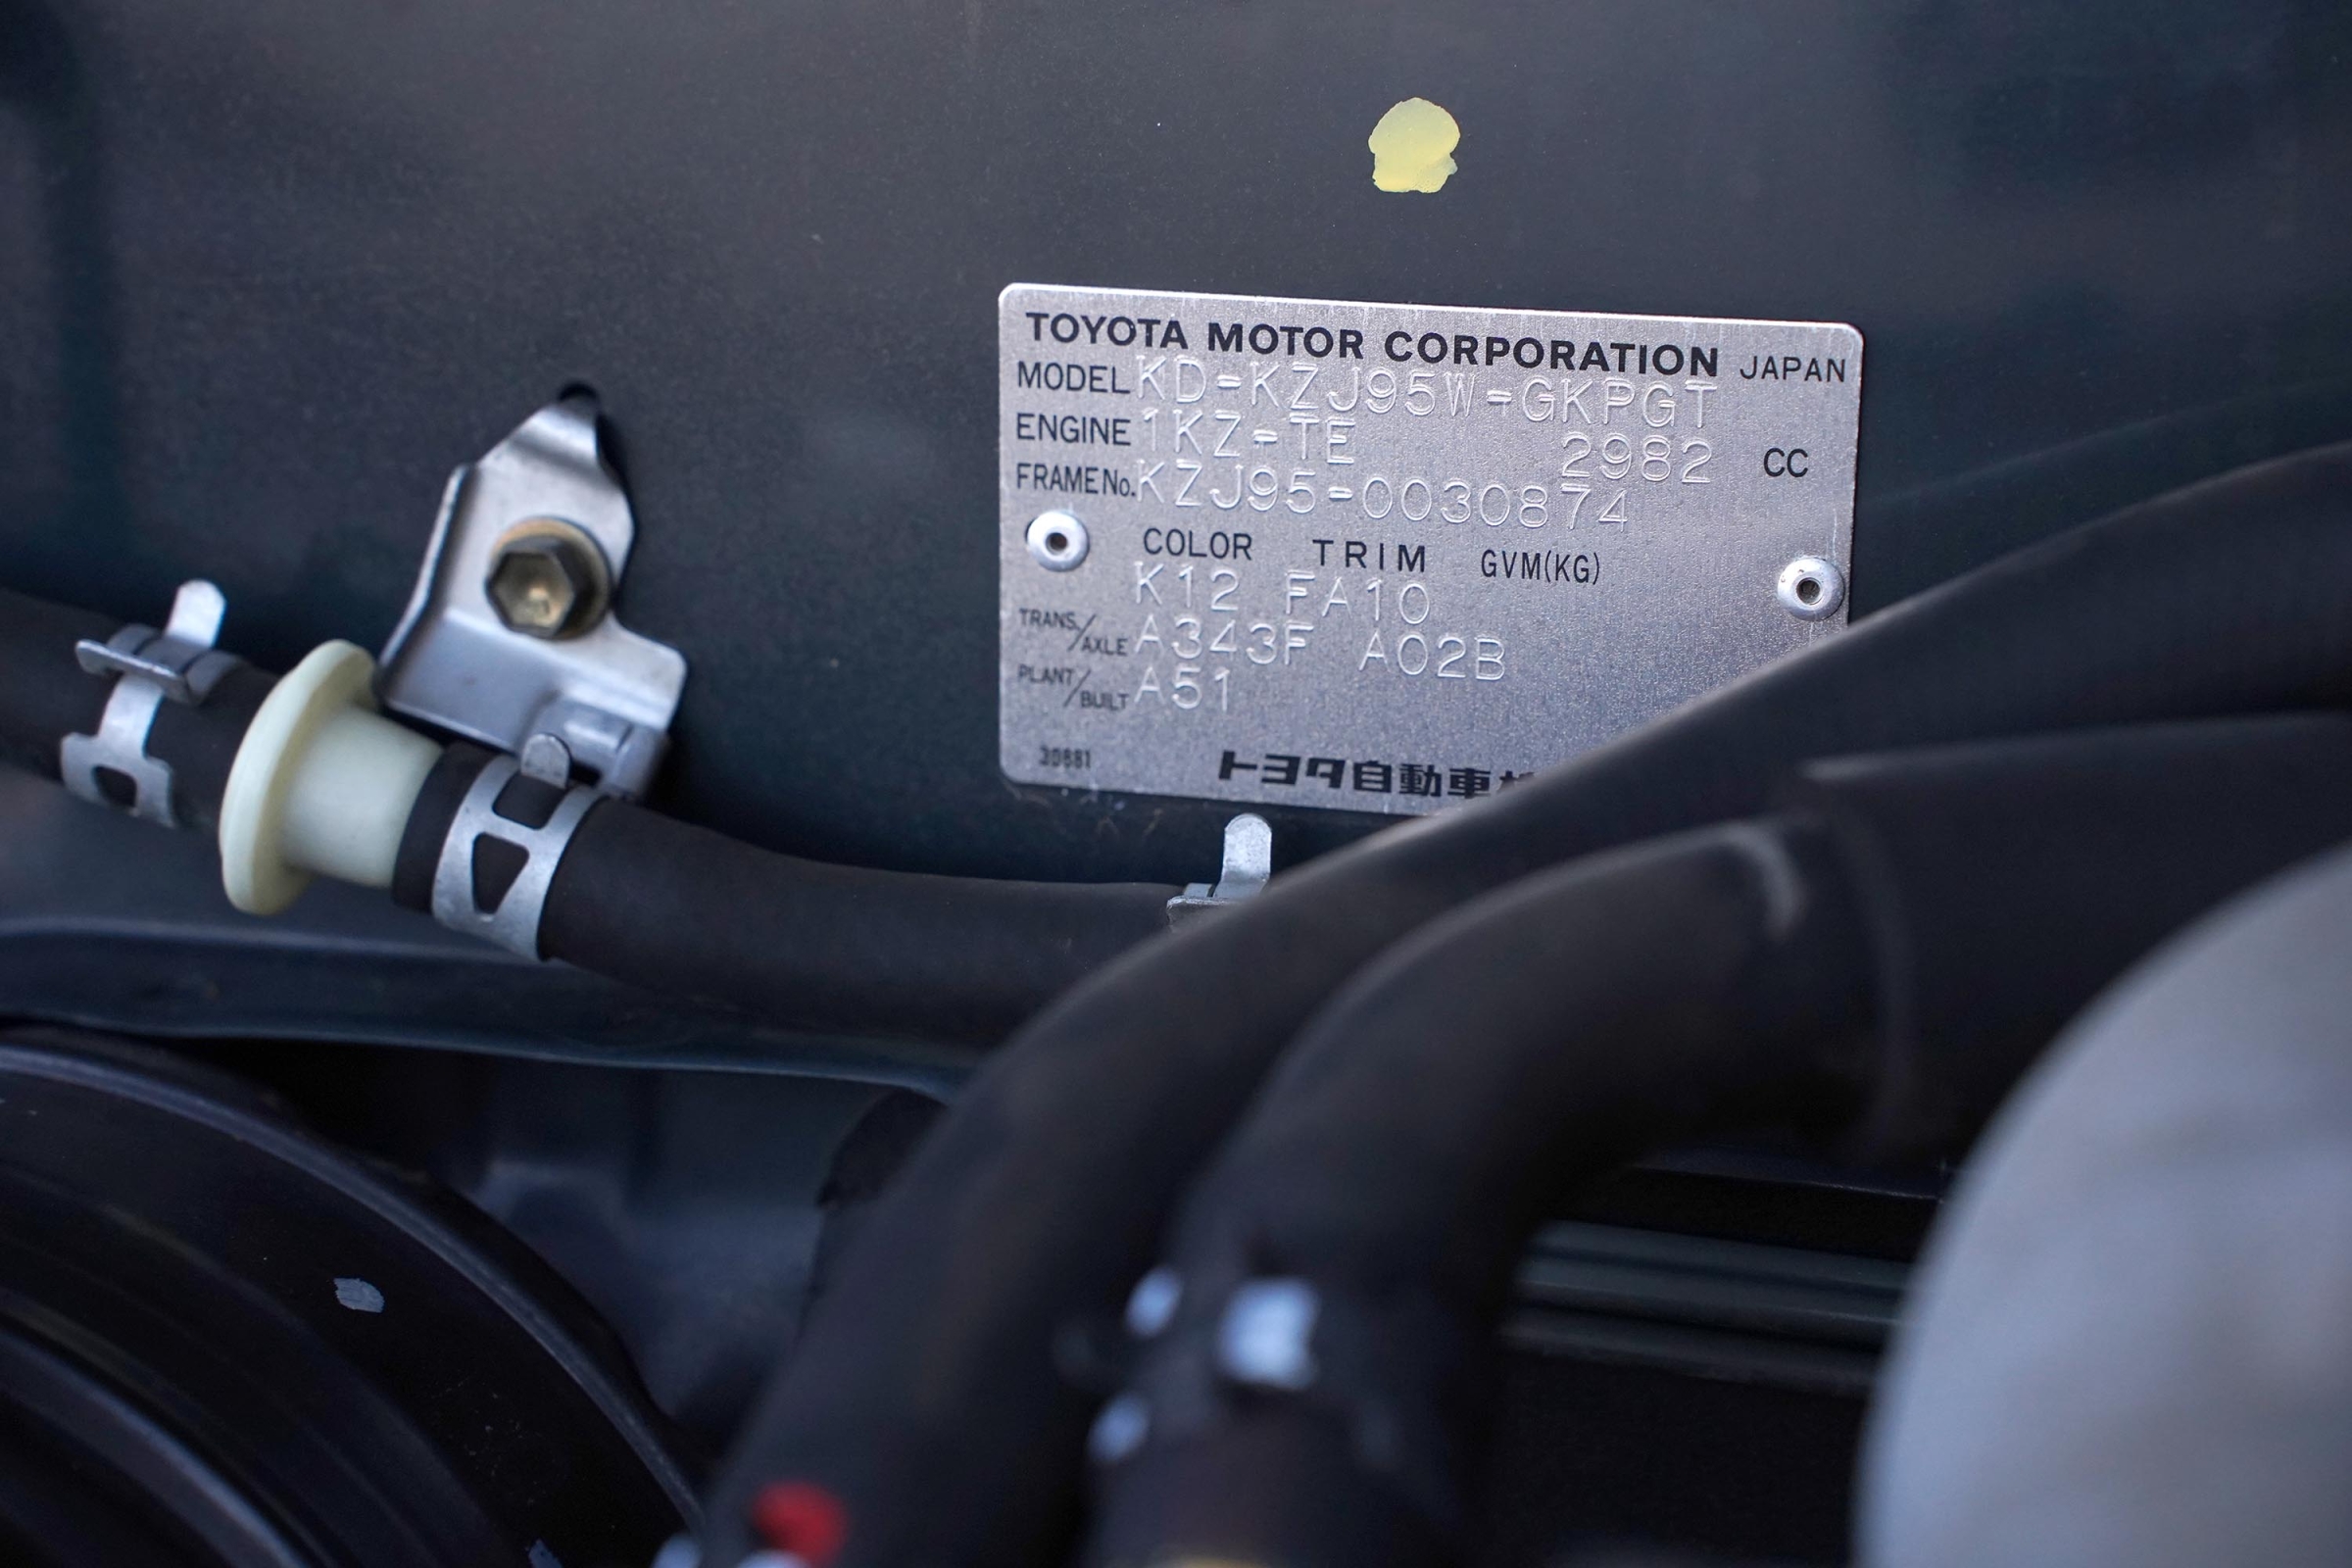 TOYOTA MOTOR CORPORATION JAPAN
MODEL KD-KZJ95W-GKPGT
ENGINE 1KZ-TE 2982 CC
FRAME No. KZJ95-0030874
COLOR TRIM GVM(KG)
K12 FA10
TRANS/AXLE A343F A02B
PLANT/BUILT A51
30881
トヨタ自動車